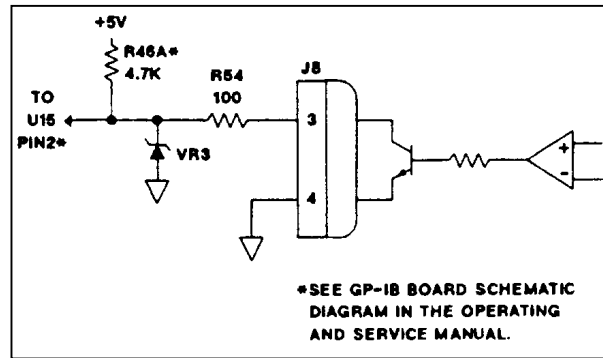 +5V
R46A*
4.7K
R54
100
J8
TO
U15
PIN2*
VR3
3
4
+
-
*SEE GP-IB BOARD SCHEMATIC
DIAGRAM IN THE OPERATING
AND SERVICE MANUAL.